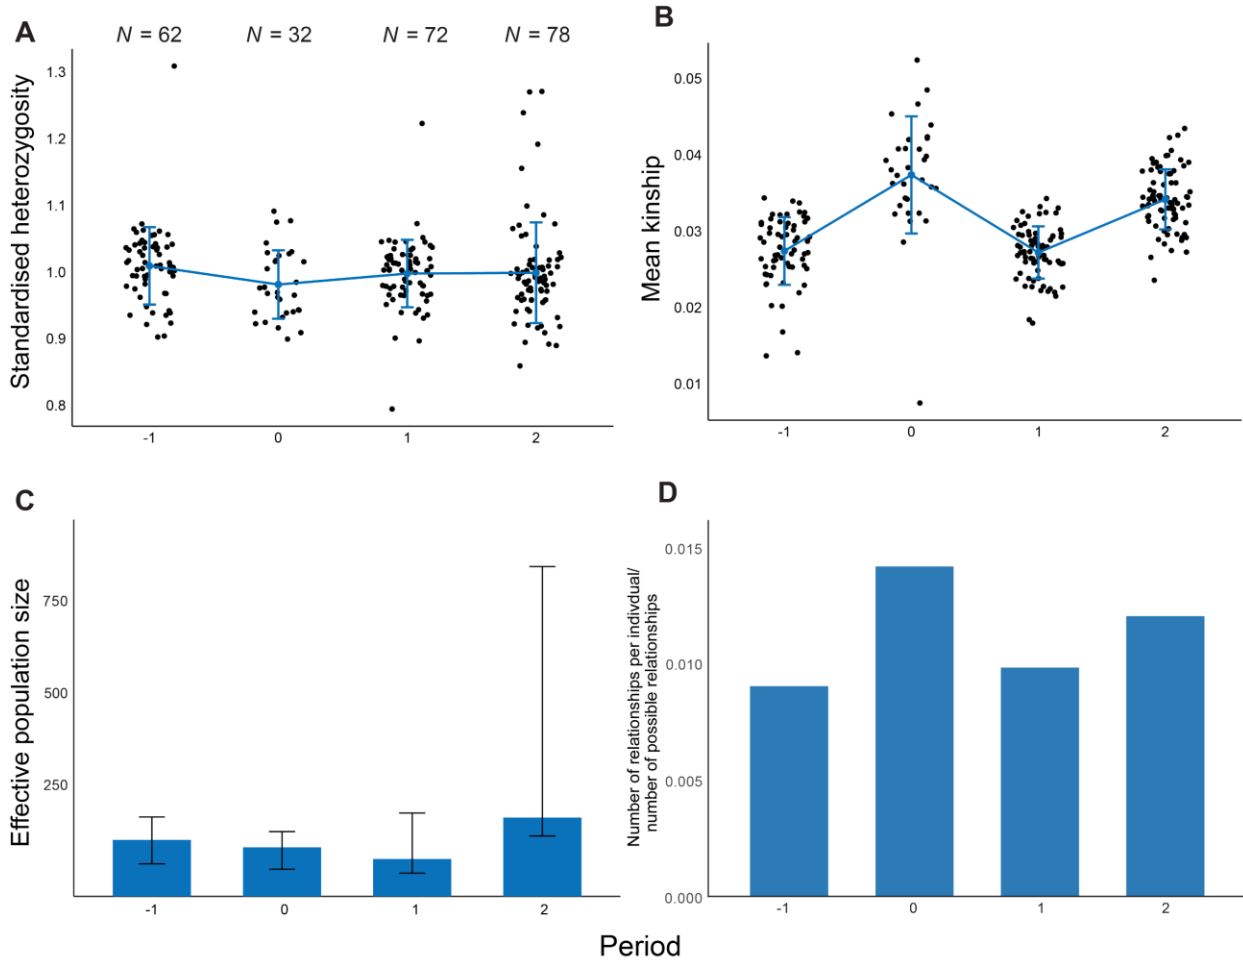 A
N = 62
N = 32
N = 72
N = 78
Standardised heterozygosity
1.3
1.2
1.1
1.0
0.9
0.8
-1
0
1
2
B
Mean kinship
0.05
0.04
0.03
0.02
0.01
-1
0
1
2
C
Effective population size
750
500
250
-1
0
1
2
D
Number of relationships per indivdual/
number of possible relationships
0.015
0.010
0.005
0.000
-1
0
1
2
Period